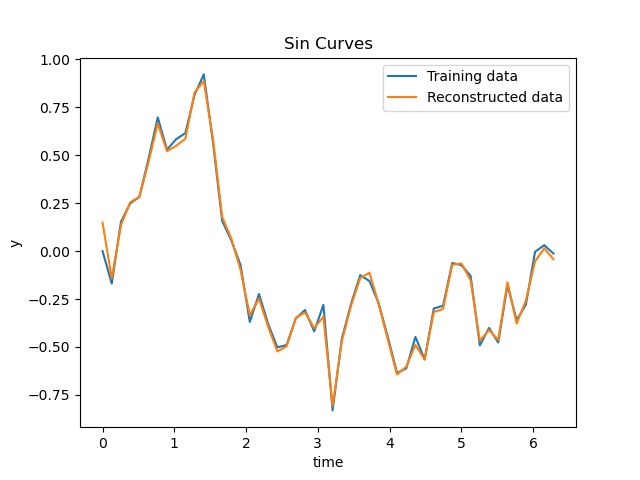 Sin Curves
1.00
0.75
0.50
0.25
0.00
−0.25
−0.50
−0.75
y
Training data
Reconstructed data
0 1 2 3 4 5 6
time